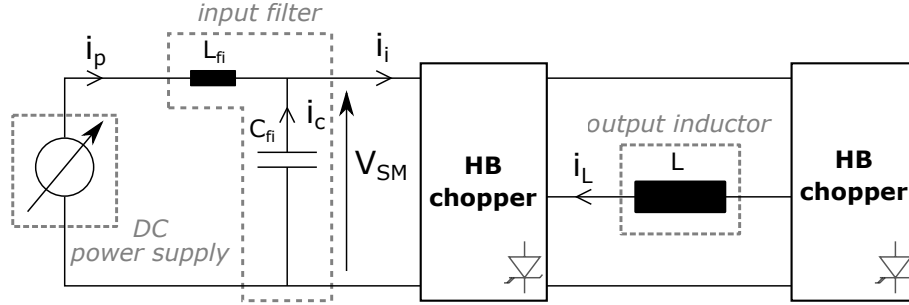 input filter
i_p
L_fi
i_i
C_fi
i_c
V_SM
DC
power supply
HB
chopper
output inductor
i_L
L
HB
chopper